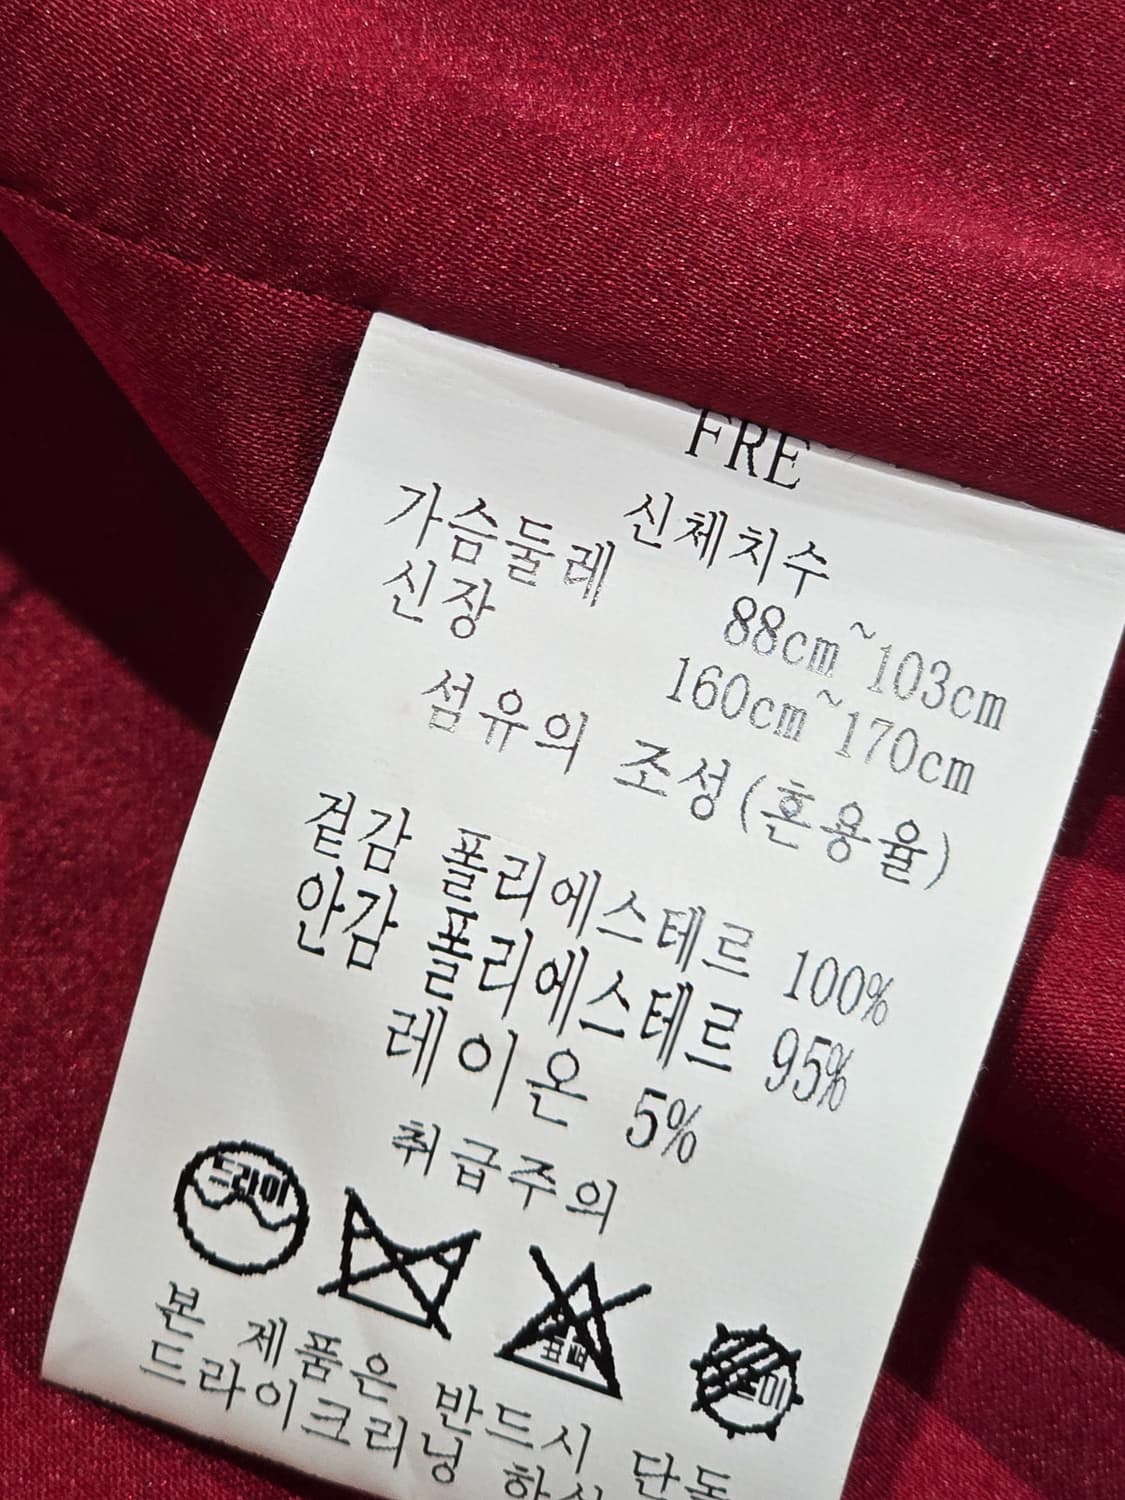 FRE
신체치수
가슴둘레 88cm~103cm
신장 160cm~170cm
섬유의 조성(혼용율)
겉감 폴리에스테르 100%
안감 폴리에스테르 95%
레이온 5%
취급주의
드라이
표백
본 제품은 반드시 단독
드라이크리닝